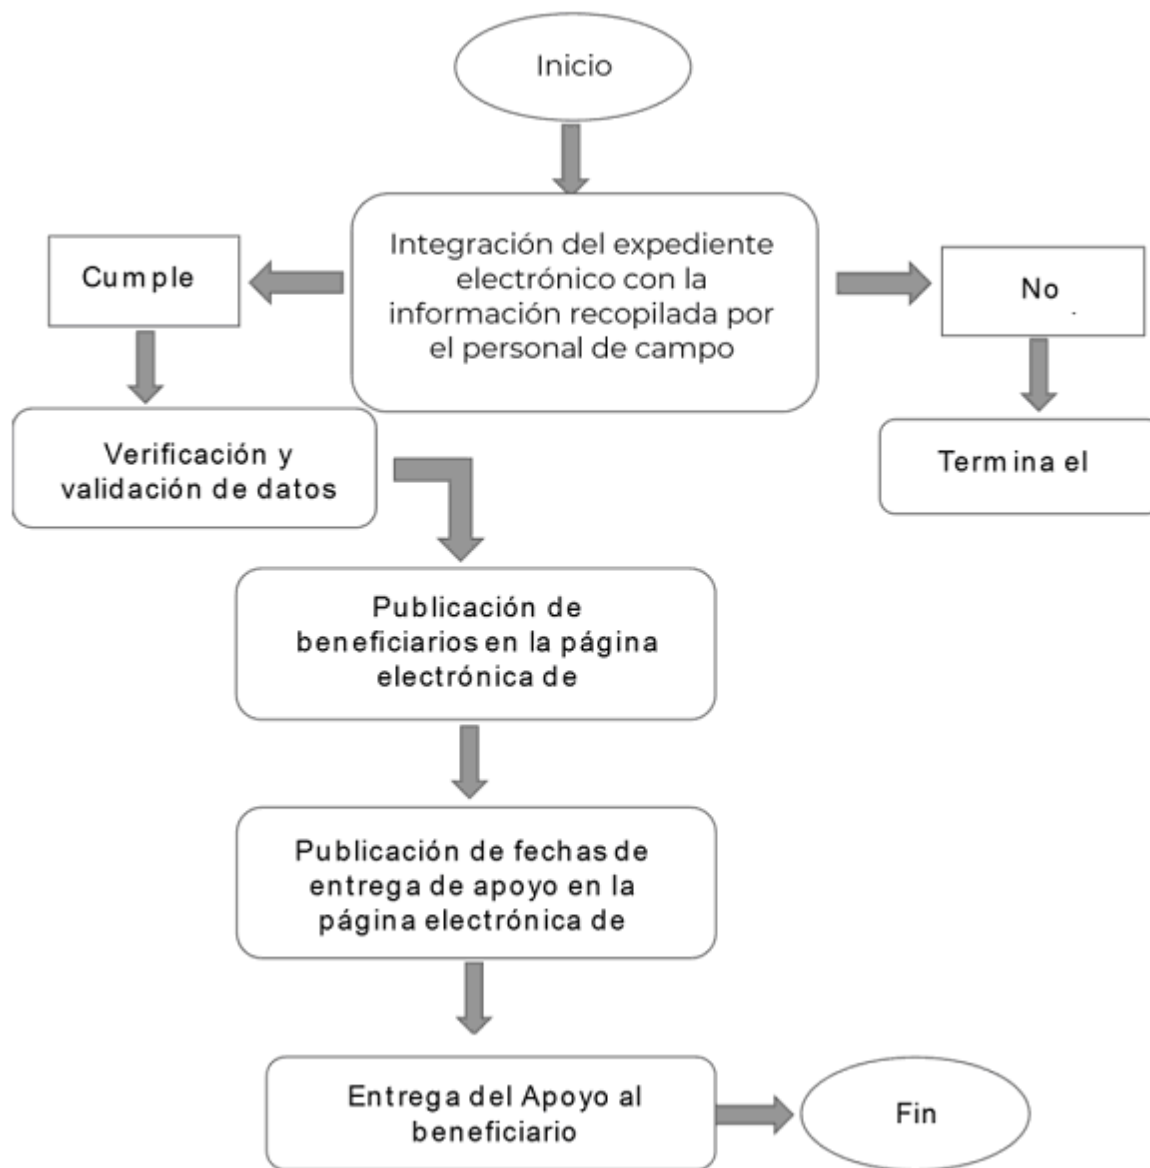 Inicio
Integración del expediente
electrónico con la
información recopilada por
el personal de campo
Cumple
No
Verificación y
validación de datos
Termina el
Publicación de
beneficiarios en la página
electrónica de
Publicación de fechas de
entrega de apoyo en la
página electrónica de
Entrega del Apoyo al
beneficiario
Fin